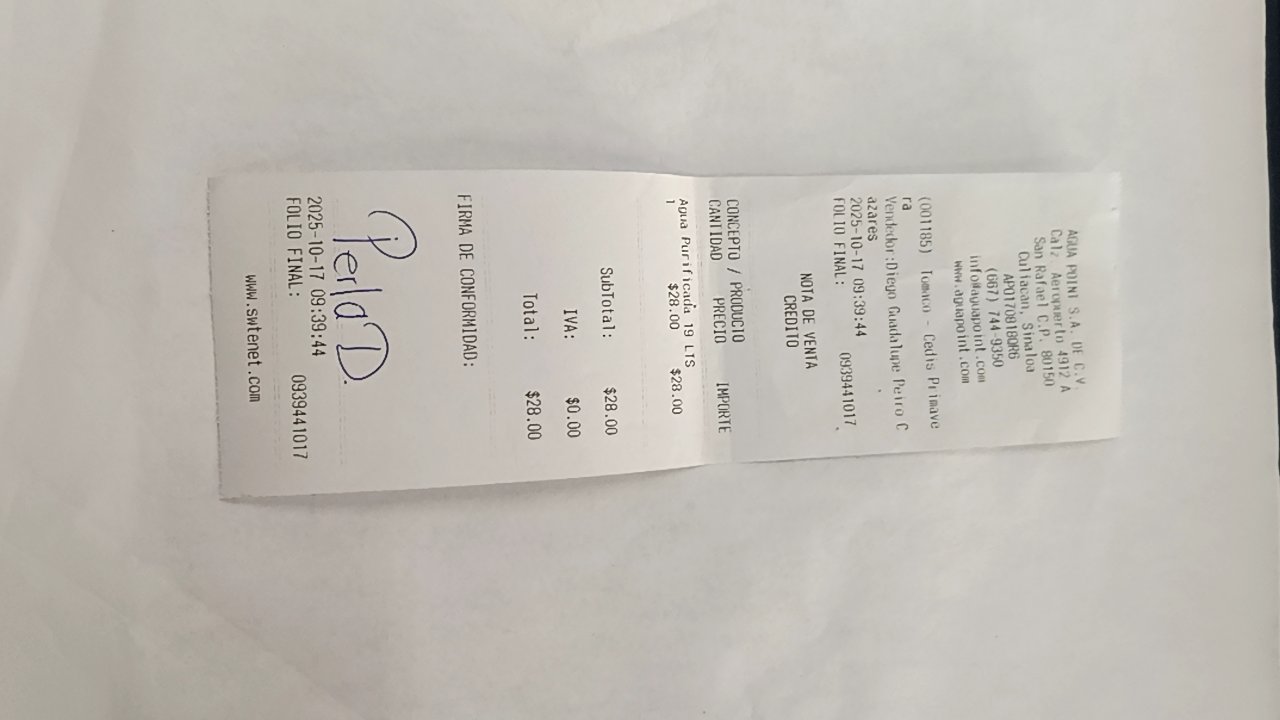 AGUA POINT S.A. DE C.V.
Calz Aeropuerto 4912 A
San Rafael C.P. 80150
Culiacan, Sinaloa
APO170918QR6
(667) 744-9350
info@aguapoint.com
www.aguapoint.com
(001185) Tomaco - Cedis Primave
ra
Vendedor:Diego Guadalupe Peiro C
azares
2025-10-17 09:39:44
FOLIO FINAL: 0939441017
NOTA DE VENTA
CREDITO
CONCEPTO / PRODUCTO
CANTIDAD PRECIO IMPORTE
Agua Purificada 19 LTS
1 $28.00 $28.00
SubTotal: $28.00
IVA: $0.00
Total: $28.00
FIRMA DE CONFORMIDAD:
Perla D.
2025-10-17 09:39:44
FOLIO FINAL: 0939441017
www.swtenet.com